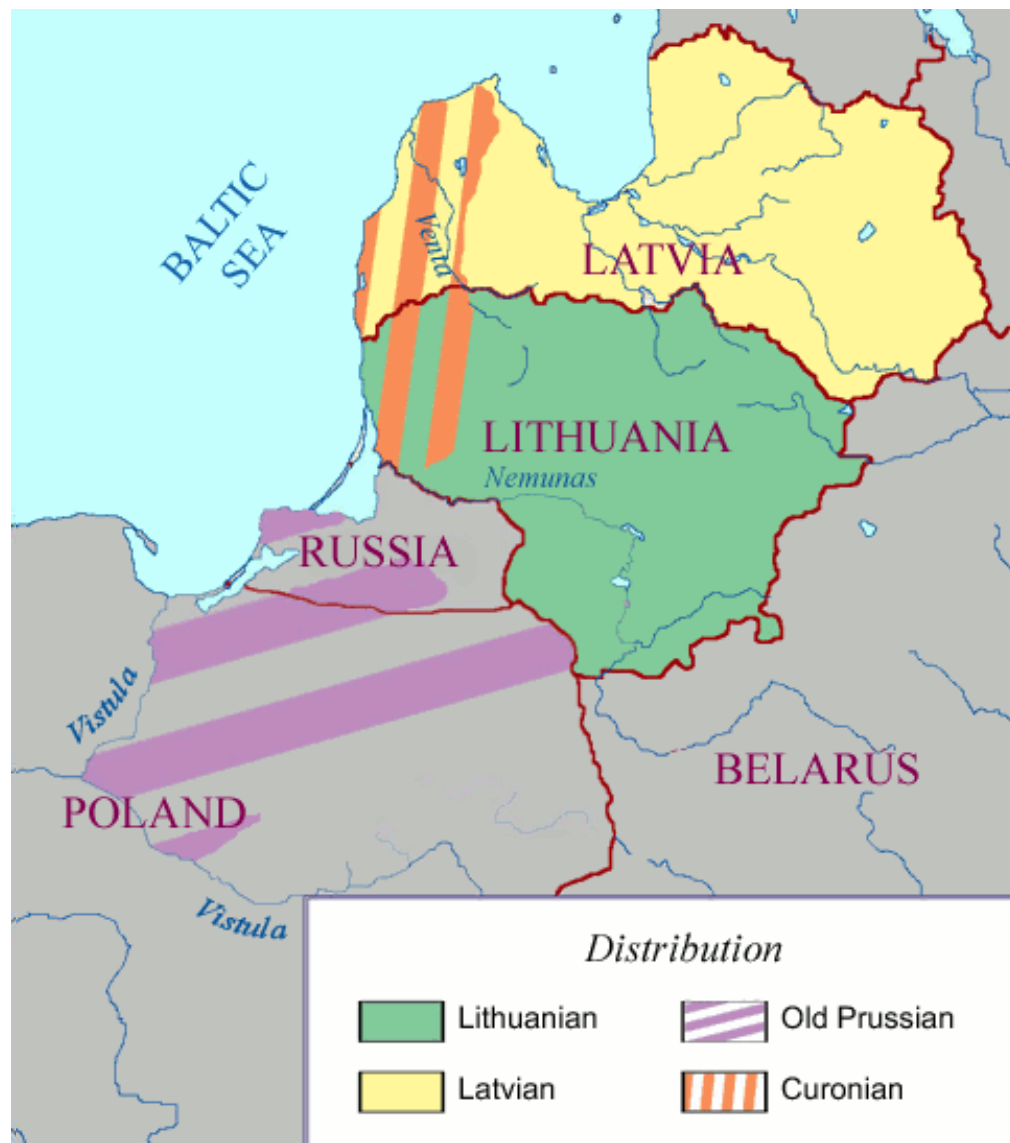 BALTIC
SEA
Venta
LATVIA
LITHUANIA
Nemunas
RUSSIA
Vistula
BELARUS
POLAND
Vistula
Distribution
Lithuanian
Old Prussian
Latvian
Curonian